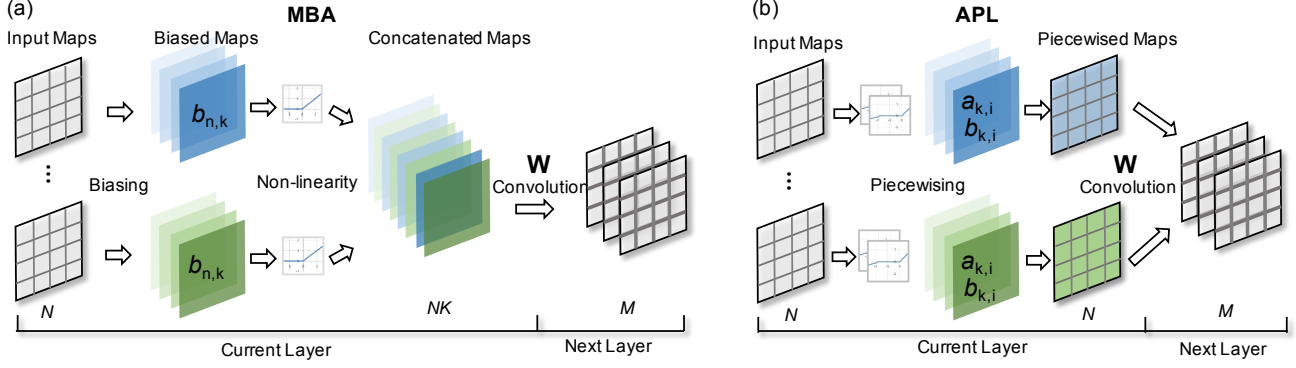 (a)
MBA
Input Maps
Biased Maps
Concatenated Maps
b_{n,k}
Biasing
Non-linearity
W
Convolution
b_{n,k}
N
NK
M
Current Layer
Next Layer
(b)
APL
Input Maps
Piecewised Maps
a_{k,i}
b_{k,i}
Piecewising
W
Convolution
a_{k,i}
b_{k,i}
N
N
M
Current Layer
Next Layer